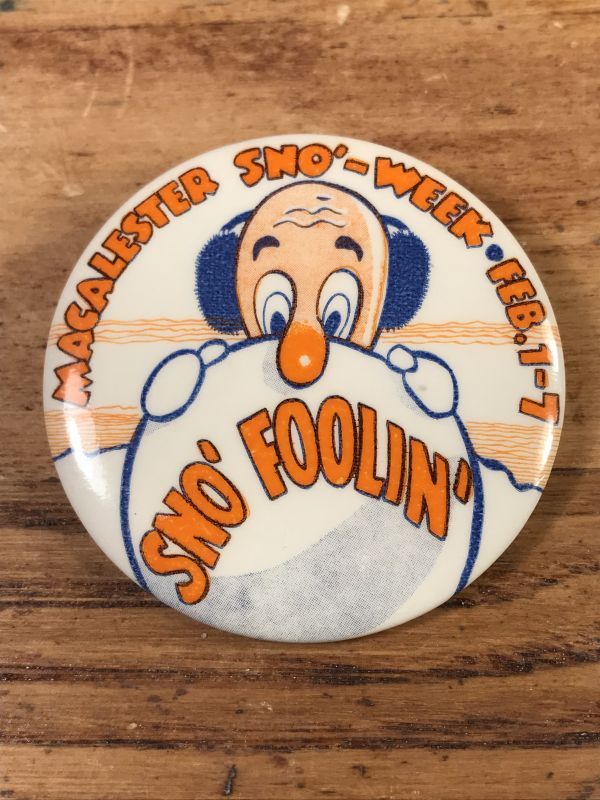 MACALESTER SNO'-WEEK • FEB. 1-7
SNO' FOOLIN'